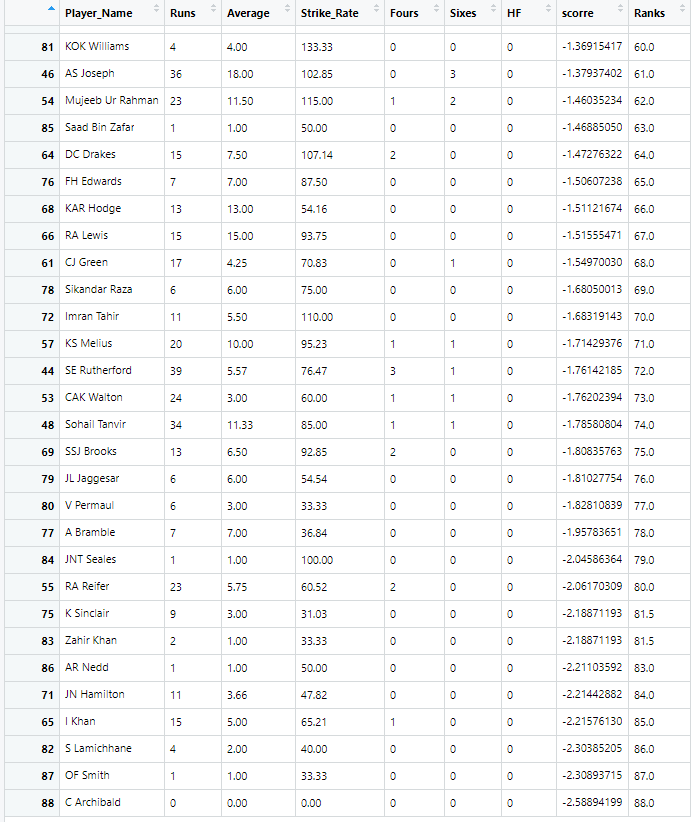 Player_Name Runs Average Strike_Rate Fours Sixes HF scorre Ranks
81 KOK Williams 4 4.00 133.33 0 0 0 -1.36915417 60.0
46 AS Joseph 36 18.00 102.85 0 3 0 -1.37937402 61.0
54 Mujeeb Ur Rahman 23 11.50 115.00 1 2 0 -1.46035234 62.0
85 Saad Bin Zafar 1 1.00 50.00 0 0 0 -1.46885050 63.0
64 DC Drakes 15 7.50 107.14 2 0 0 -1.47276322 64.0
76 FH Edwards 7 7.00 87.50 0 0 0 -1.50607238 65.0
68 KAR Hodge 13 13.00 54.16 0 0 0 -1.51121674 66.0
66 RA Lewis 15 15.00 93.75 0 0 0 -1.51555471 67.0
61 CJ Green 17 4.25 70.83 0 1 0 -1.54970030 68.0
78 Sikandar Raza 6 6.00 75.00 0 0 0 -1.68050013 69.0
72 Imran Tahir 11 5.50 110.00 0 0 0 -1.68319143 70.0
57 KS Melius 20 10.00 95.23 1 1 0 -1.71429376 71.0
44 SE Rutherford 39 5.57 76.47 3 1 0 -1.76142185 72.0
53 CAK Walton 24 3.00 60.00 1 1 0 -1.76202394 73.0
48 Sohail Tanvir 34 11.33 85.00 1 1 0 -1.78580804 74.0
69 SSJ Brooks 13 6.50 92.85 2 0 0 -1.80835763 75.0
79 JL Jaggesar 6 6.00 54.54 0 0 0 -1.81027754 76.0
80 V Permaul 6 3.00 33.33 0 0 0 -1.82810839 77.0
77 A Bramble 7 7.00 36.84 0 0 0 -1.95783651 78.0
84 JNT Seales 1 1.00 100.00 0 0 0 -2.04586364 79.0
55 RA Reifer 23 5.75 60.52 2 0 0 -2.06170309 80.0
75 K Sinclair 9 3.00 31.03 0 0 0 -2.18871193 81.5
83 Zahir Khan 2 1.00 33.33 0 0 0 -2.18871193 81.5
86 AR Nedd 1 1.00 50.00 0 0 0 -2.21103592 83.0
71 JN Hamilton 11 3.66 47.82 0 0 0 -2.21442882 84.0
65 I Khan 15 5.00 65.21 1 0 0 -2.21576130 85.0
82 S Lamichhane 4 2.00 40.00 0 0 0 -2.30385205 86.0
87 OF Smith 1 1.00 33.33 0 0 0 -2.30893715 87.0
88 C Archibald 0 0.00 0.00 0 0 0 -2.58894199 88.0